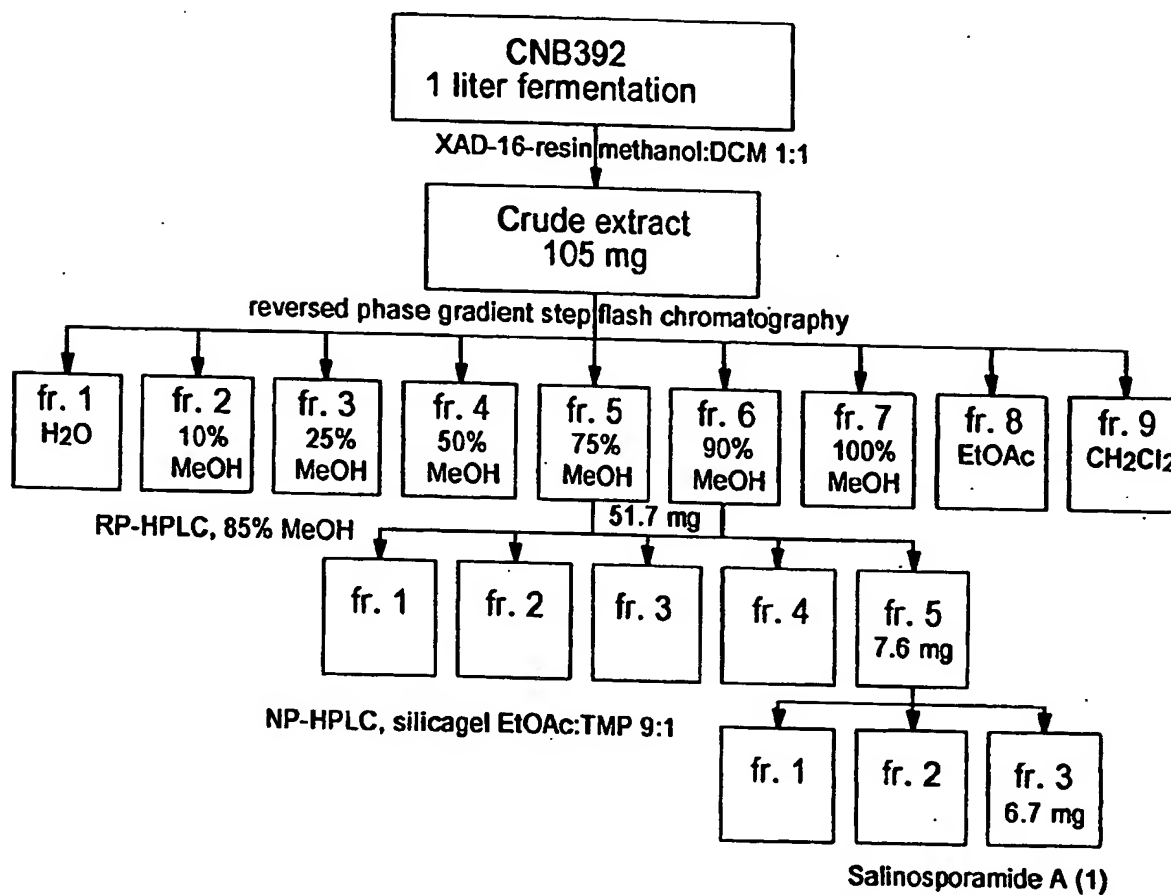 CNB392
1 liter fermentation
XAD-16-resin methanol:DCM 1:1
Crude extract
105 mg
reversed phase gradient step flash chromatography
fr. 1
H2O
fr. 2
10%
MeOH
fr. 3
25%
MeOH
fr. 4
50%
MeOH
fr. 5
75%
MeOH
fr. 6
90%
MeOH
fr. 7
100%
MeOH
fr. 8
EtOAc
fr. 9
CH2Cl2
51.7 mg
RP-HPLC, 85% MeOH
fr. 1
fr. 2
fr. 3
fr. 4
fr. 5
7.6 mg
NP-HPLC, silicagel EtOAc:TMP 9:1
fr. 1
fr. 2
fr. 3
6.7 mg
Salinosporamide A (1)